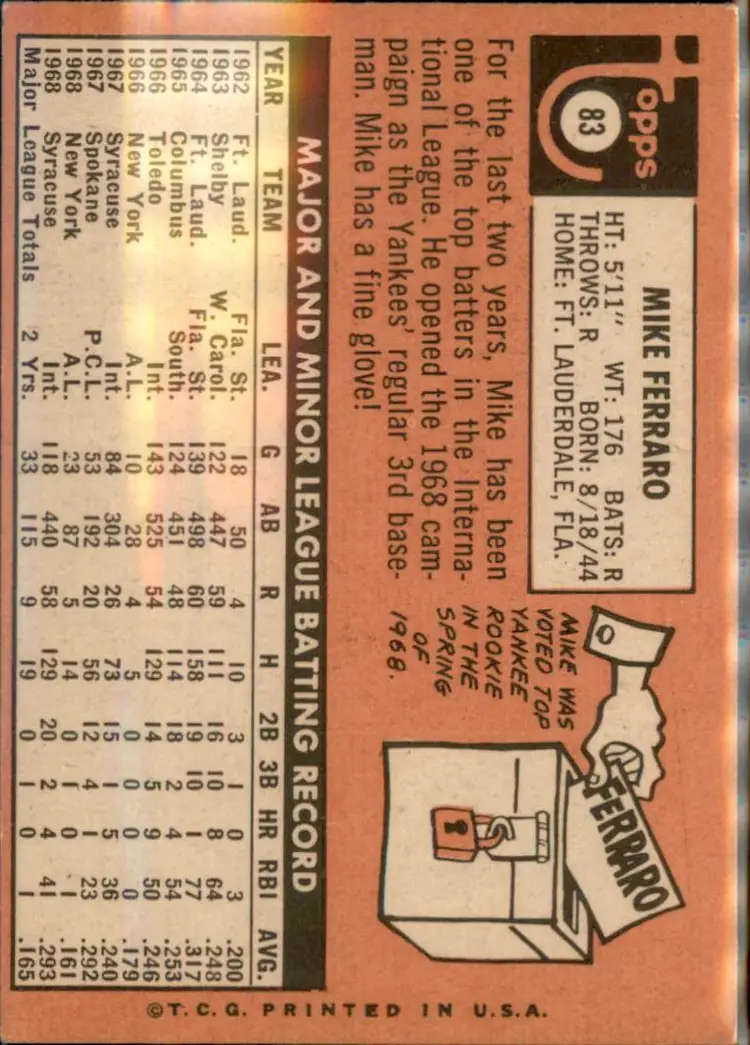 Topps
83
MIKE FERRARO
HT: 5'11" WT: 176 BATS: R
THROWS: R BORN: 8/18/44
HOME: FT. LAUDERDALE, FLA.
For the last two years, Mike has been
one of the top batters in the Interna-
tional League. He opened the 1968 cam-
paign as the Yankees' regular 3rd base-
man. Mike has a fine glove!
MIKE WAS
VOTED TOP
YANKEE
ROOKIE
IN THE
SPRING
OF
1968.
FERRARO
MAJOR AND MINOR LEAGUE BATTING RECORD
YEAR TEAM LEA. G AB R H 2B 3B HR RBI AVG.
1962 Ft. Laud. Fla. St. 18 50 4 10 3 1 0 3 .200
1963 Shelby W. Carol. 122 447 59 111 16 10 8 64 .248
1964 Ft. Laud. Fla. St. 139 498 60 158 19 10 1 77 .317
1965 Columbus South. 124 451 48 114 18 2 4 54 .253
1966 Toledo Int. 143 525 54 129 14 5 9 50 .246
1966 New York A.L. 10 28 4 5 0 0 0 0 .179
1967 Syracuse Int. 84 304 26 73 15 1 5 36 .240
1967 Spokane P.C.L. 53 192 20 56 12 4 1 23 .292
1968 New York A.L. 23 87 5 14 0 1 0 1 .161
1968 Syracuse Int. 118 440 58 129 20 2 4 41 .293
Major League Totals 2 Yrs. 33 115 9 19 0 1 0 1 .165
©T.C.G. PRINTED IN U.S.A.